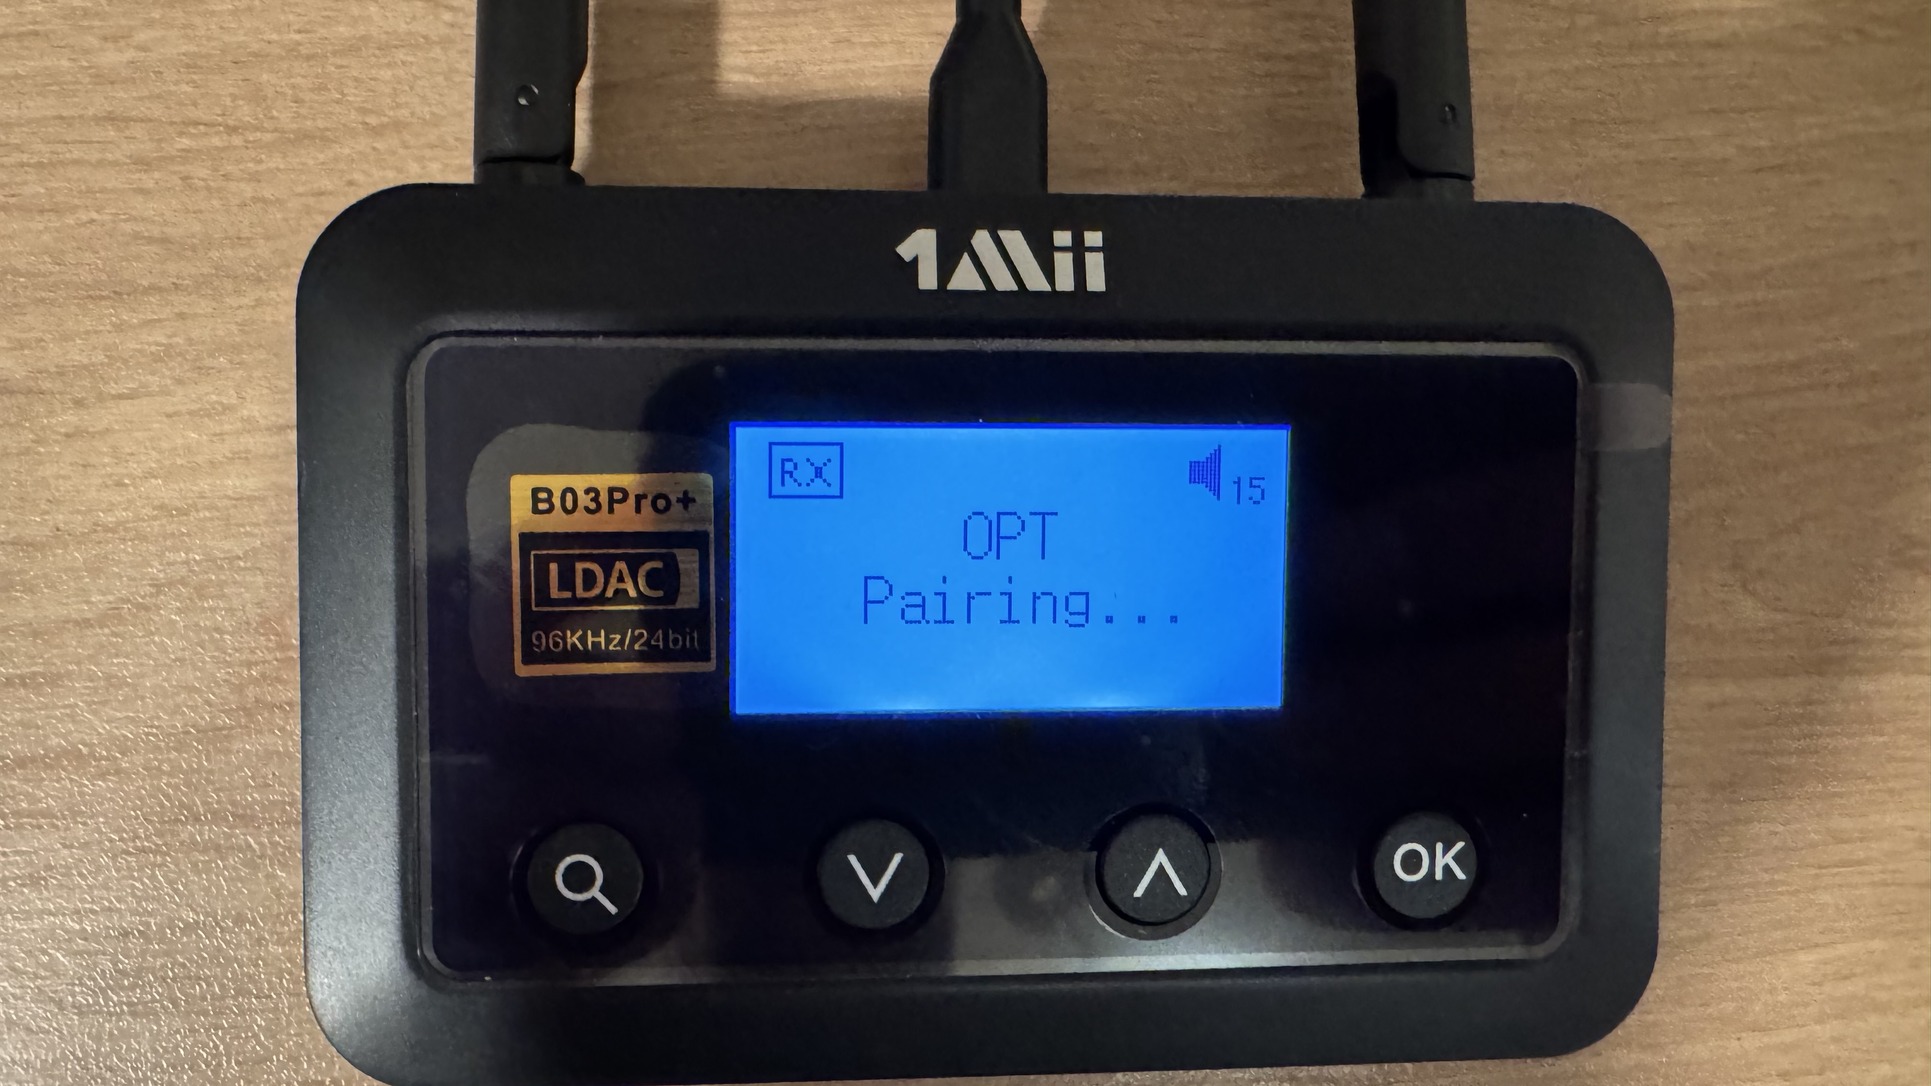 1Mii
B03Pro+
LDAC
96KHz/24bit
RX
15
OPT
Pairing...
OK